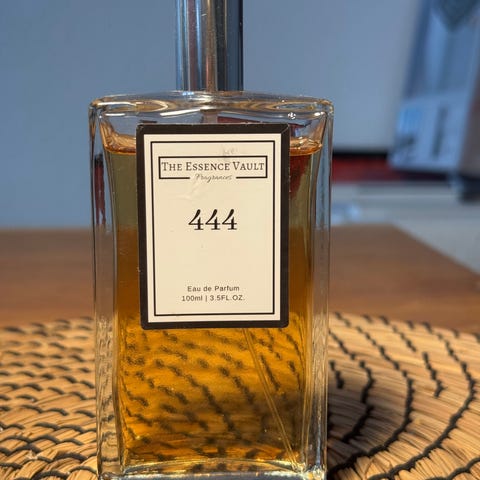 THE ESSENCE VAULT
Fragrances
444
Eau de Parfum
100ml | 3.5FL.OZ.